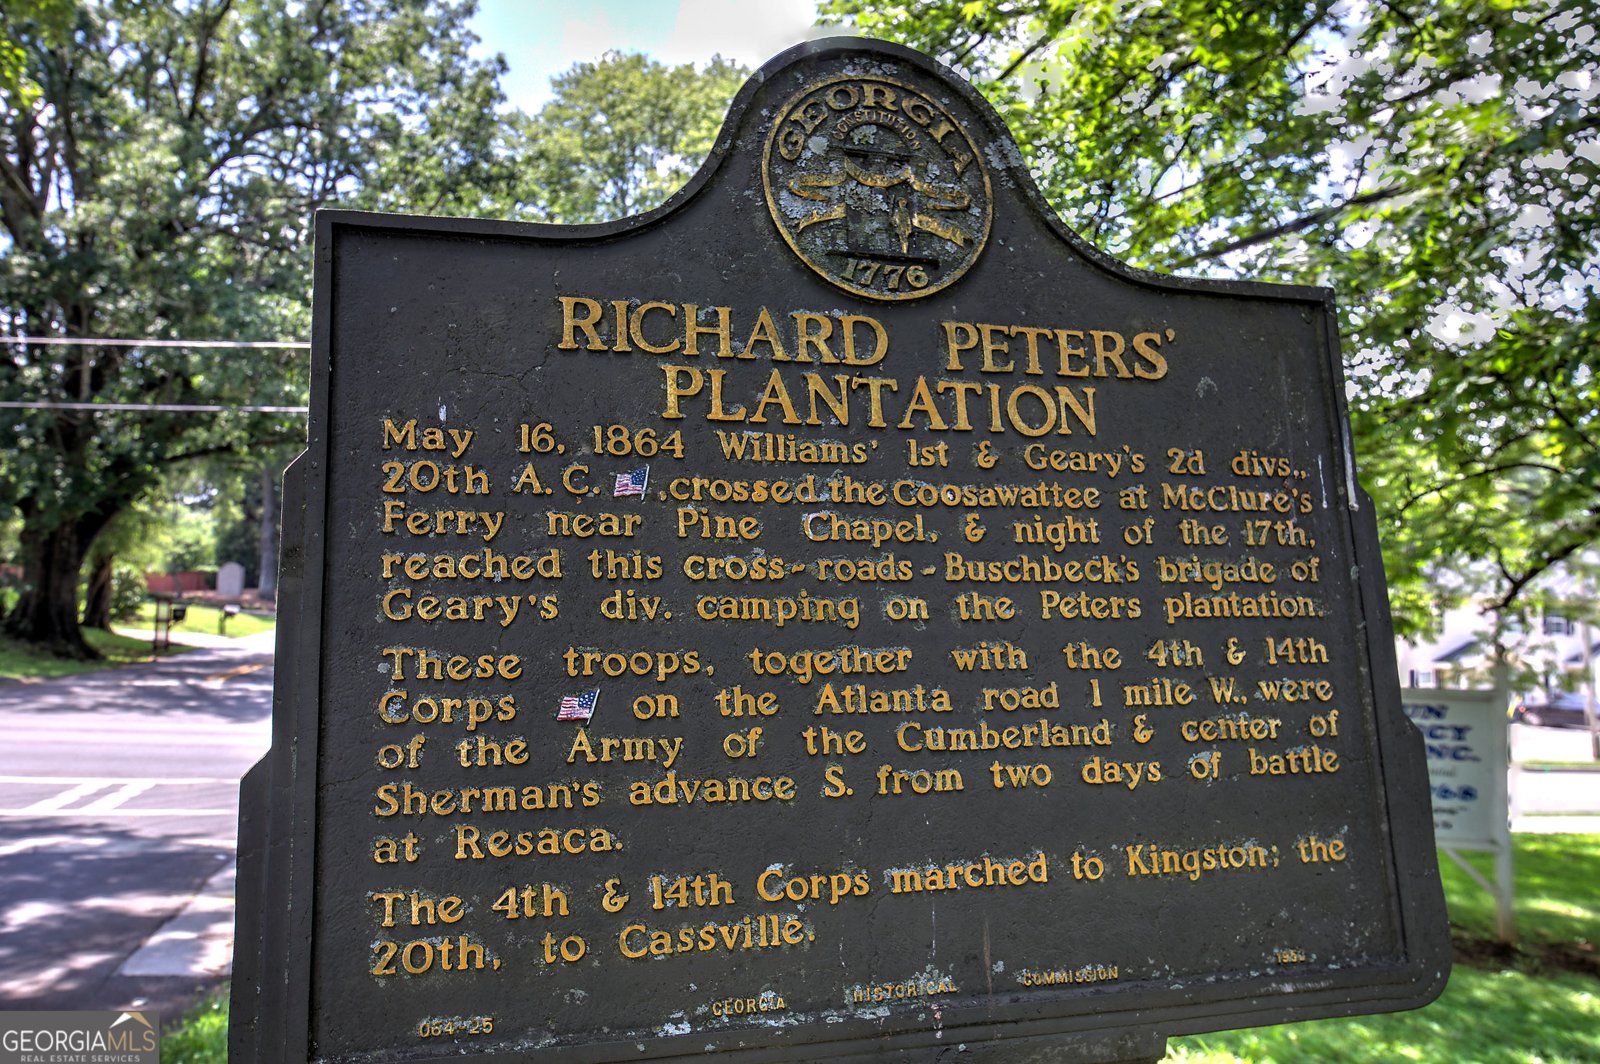 GEORGIA
CONSTITUTION
1776
RICHARD PETERS'
PLANTATION
May 16, 1864 Williams' 1st & Geary's 2d divs.,
20th A.C. , crossed the Coosawattee at McClure's
Ferry near Pine Chapel, & night of the 17th,
reached this cross-roads - Buschbeck's brigade of
Geary's div. camping on the Peters plantation.
These troops, together with the 4th & 14th
Corps on the Atlanta road 1 mile W., were
of the Army of the Cumberland & center of
Sherman's advance S. from two days of battle
at Resaca.
The 4th & 14th Corps marched to Kingston; the
20th, to Cassville.
064-25 GEORGIA HISTORICAL COMMISSION
GEORGIAMLS
REAL ESTATE SERVICES